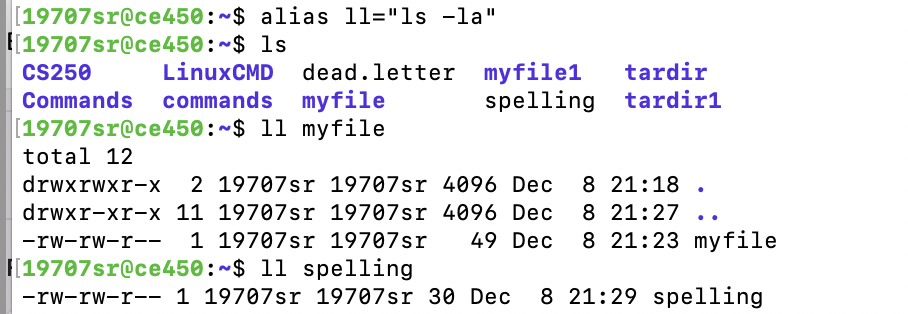 [19707sr@ce450:~$ alias ll="ls -la"
[19707sr@ce450:~$ ls
CS250 LinuxCMD dead.letter myfile1 tardir
Commands commands myfile spelling tardir1
[19707sr@ce450:~$ ll myfile
total 12
drwxrwxr-x 2 19707sr 19707sr 4096 Dec 8 21:18 .
drwxr-xr-x 11 19707sr 19707sr 4096 Dec 8 21:27 ..
-rw-rw-r-- 1 19707sr 19707sr 49 Dec 8 21:23 myfile
[19707sr@ce450:~$ ll spelling
-rw-rw-r-- 1 19707sr 19707sr 30 Dec 8 21:29 spelling